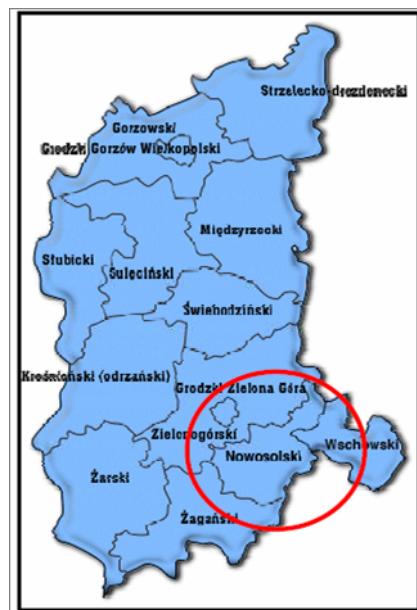 Strzelecko-drezdenecki
Gorzowski
Grodzki Gorzów Wielkopolski
Międzyrzecki
Słubicki
Sulęciński
Świebodziński
Krośnieński (odrzański)
Grodzki Zielona Góra
Zielonogórski
Wschowski
Nowosolski
Żarski
Żagański